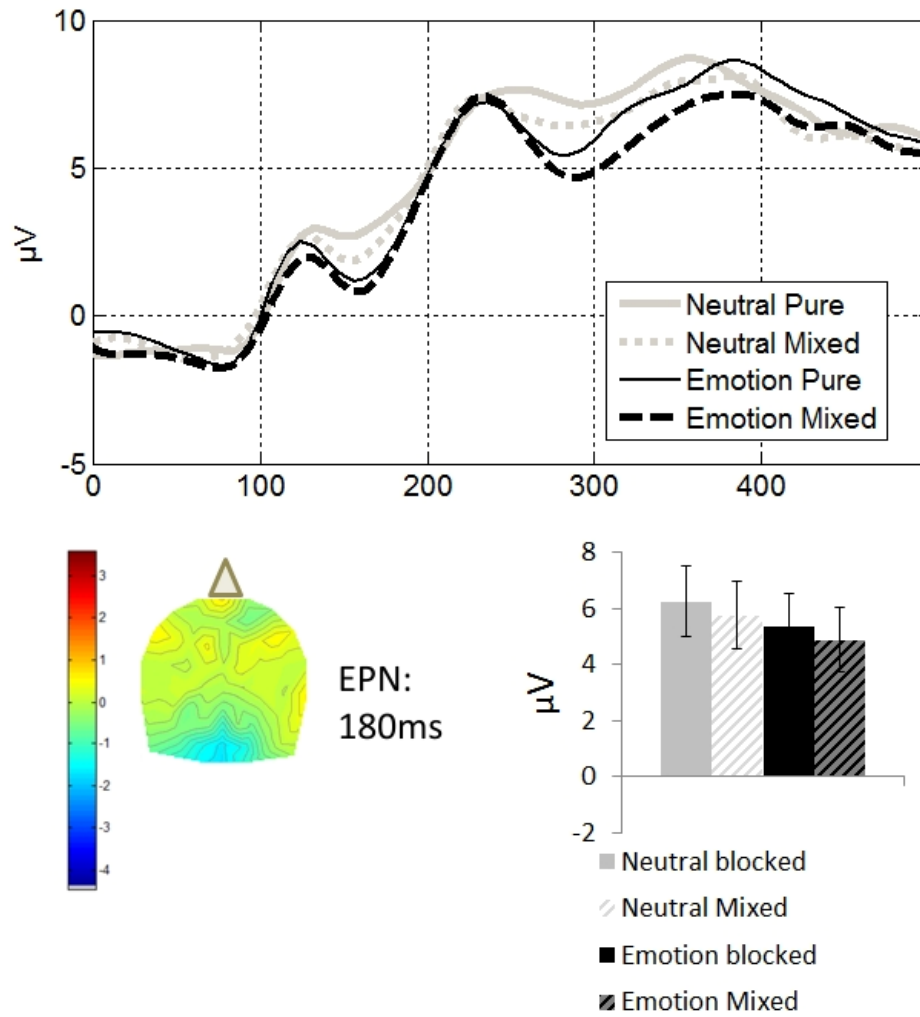 10
5
0
-5
µV
0 100 200 300 400
Neutral Pure
Neutral Mixed
Emotion Pure
Emotion Mixed
3
2
1
0
-1
-2
-3
-4
EPN:
180ms
8
6
4
2
0
-2
µV
Neutral blocked
Neutral Mixed
Emotion blocked
Emotion Mixed